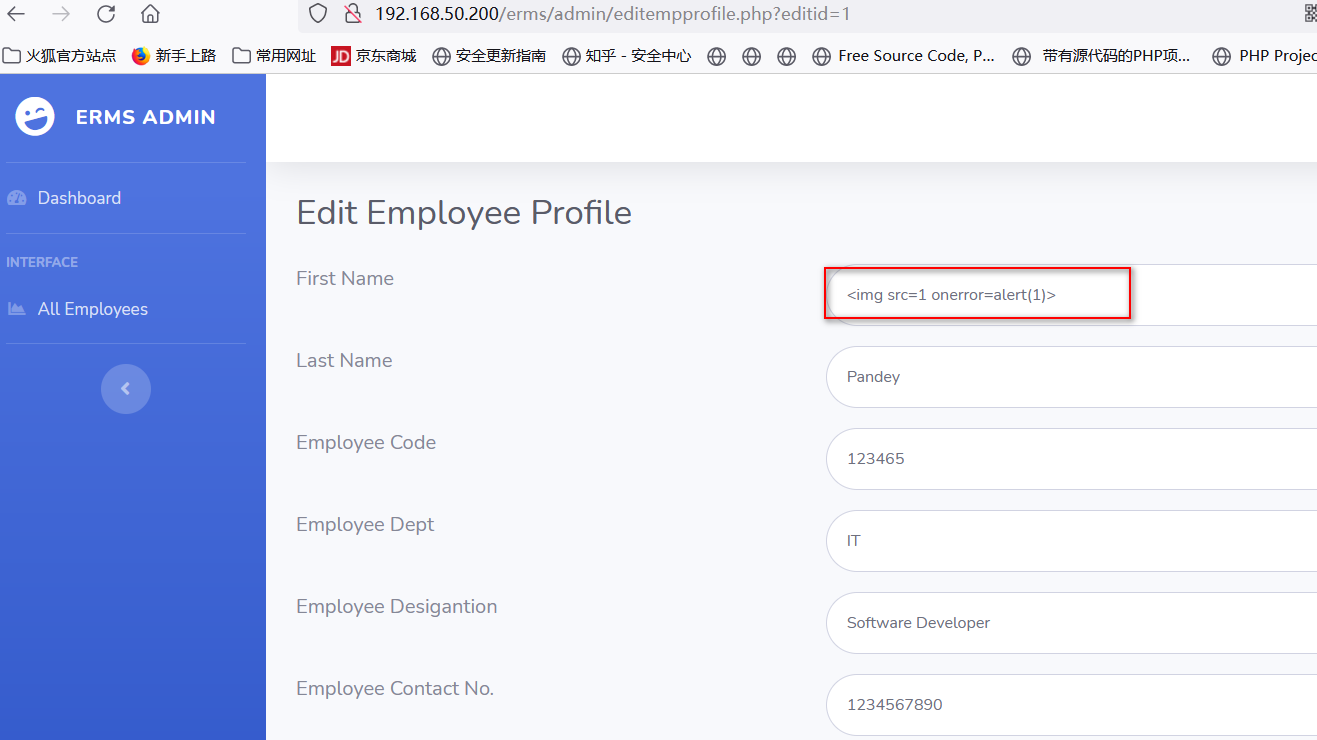 192.168.50.200/erms/admin/editempprofile.php?editid=1
火狐官方站点 新手上路 常用网址 JD 京东商城 安全更新指南 知乎 - 安全中心 Free Source Code, P... 带有源代码的PHP项... PHP Projec
ERMS ADMIN
Dashboard
INTERFACE
All Employees
Edit Employee Profile
First Name
<img src=1 onerror=alert(1)>
Last Name
Pandey
Employee Code
123465
Employee Dept
IT
Employee Desigantion
Software Developer
Employee Contact No.
1234567890